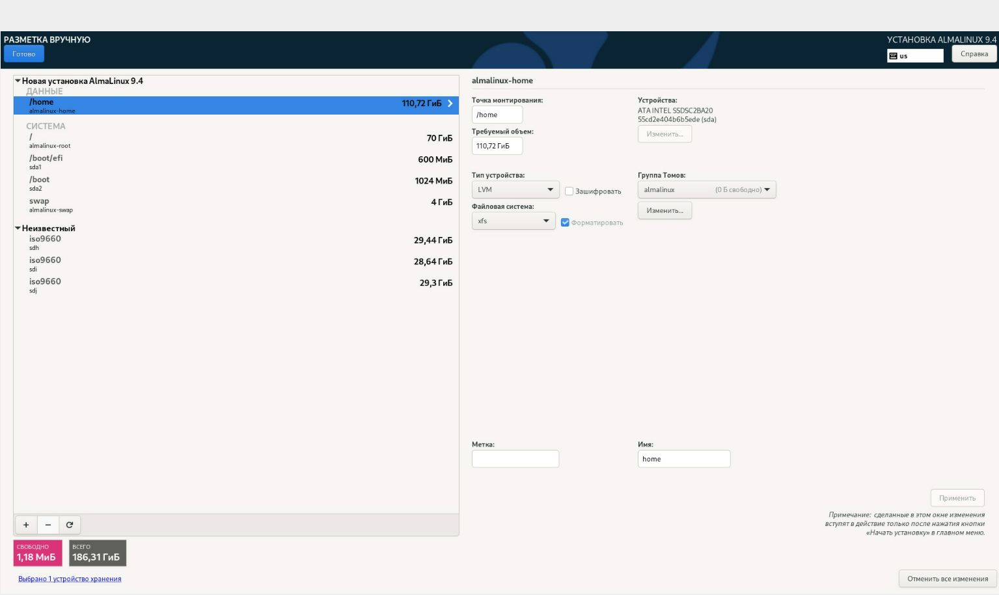 РАЗМЕТКА ВРУЧНУЮ
Готово
УСТАНОВКА ALMALINUX 9.4
us
Справка
Новая установка AlmaLinux 9.4
ДАННЫЕ
/home 110,72 ГиБ
almalinux-home
СИСТЕМА
/ 70 ГиБ
almalinux-root
/boot/efi 600 МиБ
sda1
/boot 1024 МиБ
sda2
swap 4 ГиБ
almalinux-swap
Неизвестный
iso9660 29,44 ГиБ
sdh
iso9660 28,64 ГиБ
sdi
iso9660 29,3 ГиБ
sdj
+ −
СВОБОДНО
1,18 МиБ
ВСЕГО
186,31 ГиБ
Выбрано 1 устройство хранения
almalinux-home
Точка монтирования:
/home
Требуемый объем:
110,72 ГиБ
Устройства:
ATA INTEL SSDSC2BA20
55cd2e404b6b5ede (sda)
Изменить...
Тип устройства:
LVM
Зашифровать
Файловая система:
xfs
Форматировать
Группа Томов:
almalinux (0 Б свободно)
Изменить...
Метка:
Имя:
home
Применить
Примечание: сделанные в этом окне изменения
вступят в действие только после нажатия кнопки
«Начать установку» в главном меню.
Отменить все изменения